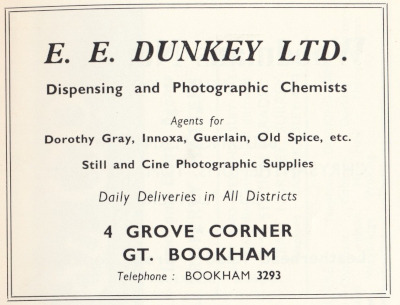 E. E. DUNKEY LTD.
Dispensing and Photographic Chemists
Agents for
Dorothy Gray, Innoxa, Guerlain, Old Spice, etc.
Still and Cine Photographic Supplies
Daily Deliveries in All Districts
4 GROVE CORNER
GT. BOOKHAM
Telephone : BOOKHAM 3293